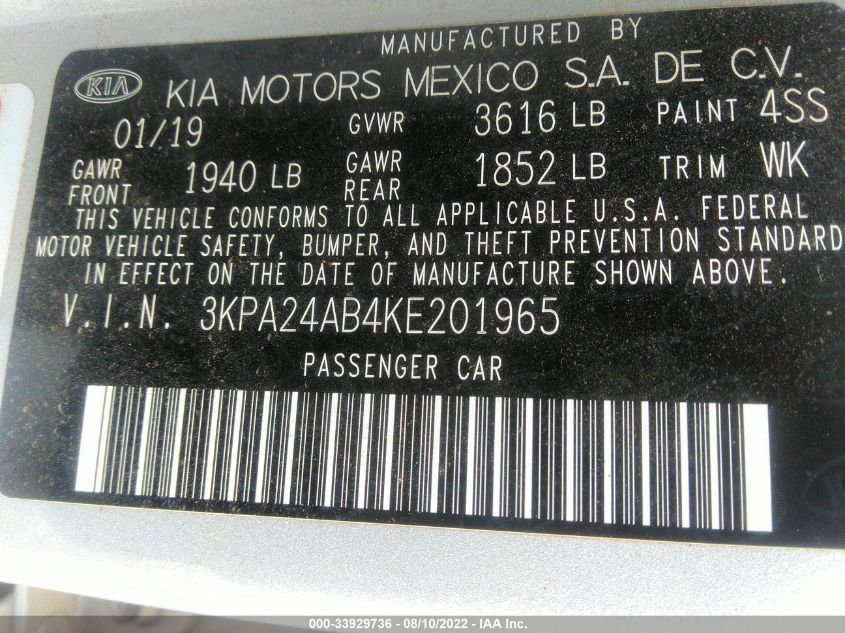 MANUFACTURED BY
KIA KIA MOTORS MEXICO S.A. DE C.V.
01/19 GVWR 3616 LB PAINT 4SS
GAWR FRONT 1940 LB GAWR REAR 1852 LB TRIM WK
THIS VEHICLE CONFORMS TO ALL APPLICABLE U.S.A. FEDERAL
MOTOR VEHICLE SAFETY, BUMPER, AND THEFT PREVENTION STANDARD
IN EFFECT ON THE DATE OF MANUFACTURE SHOWN ABOVE.
V.I.N. 3KPA24AB4KE201965
PASSENGER CAR
000-33929736 - 08/10/2022 - IAA Inc.